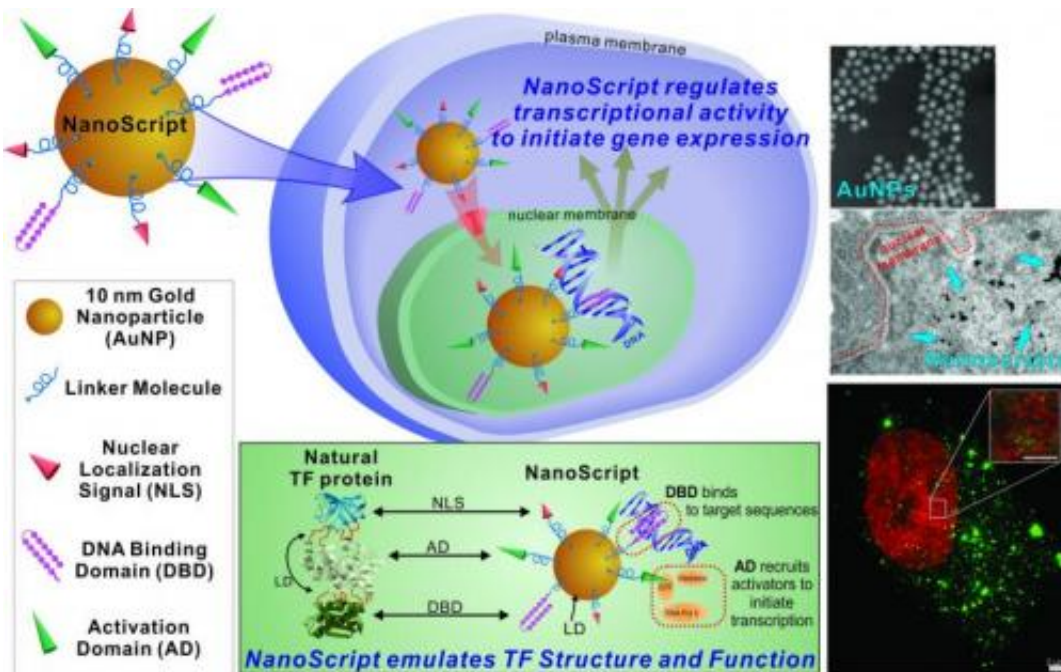 NanoScript
plasma membrane
NanoScript regulates
transcriptional activity
to initiate gene expression
nuclear membrane
DNA
AuNPs
nuclear
membrane
10 nm Gold
Nanoparticle
(AuNP)
Linker Molecule
Nuclear
Localization
Signal (NLS)
DNA Binding
Domain (DBD)
Activation
Domain (AD)
Natural
TF protein
NanoScript
NLS
AD
DBD
LD
LD
DBD binds
to target sequences
AD recruits
activators to
initiate
transcription
NanoScript emulates TF Structure and Function